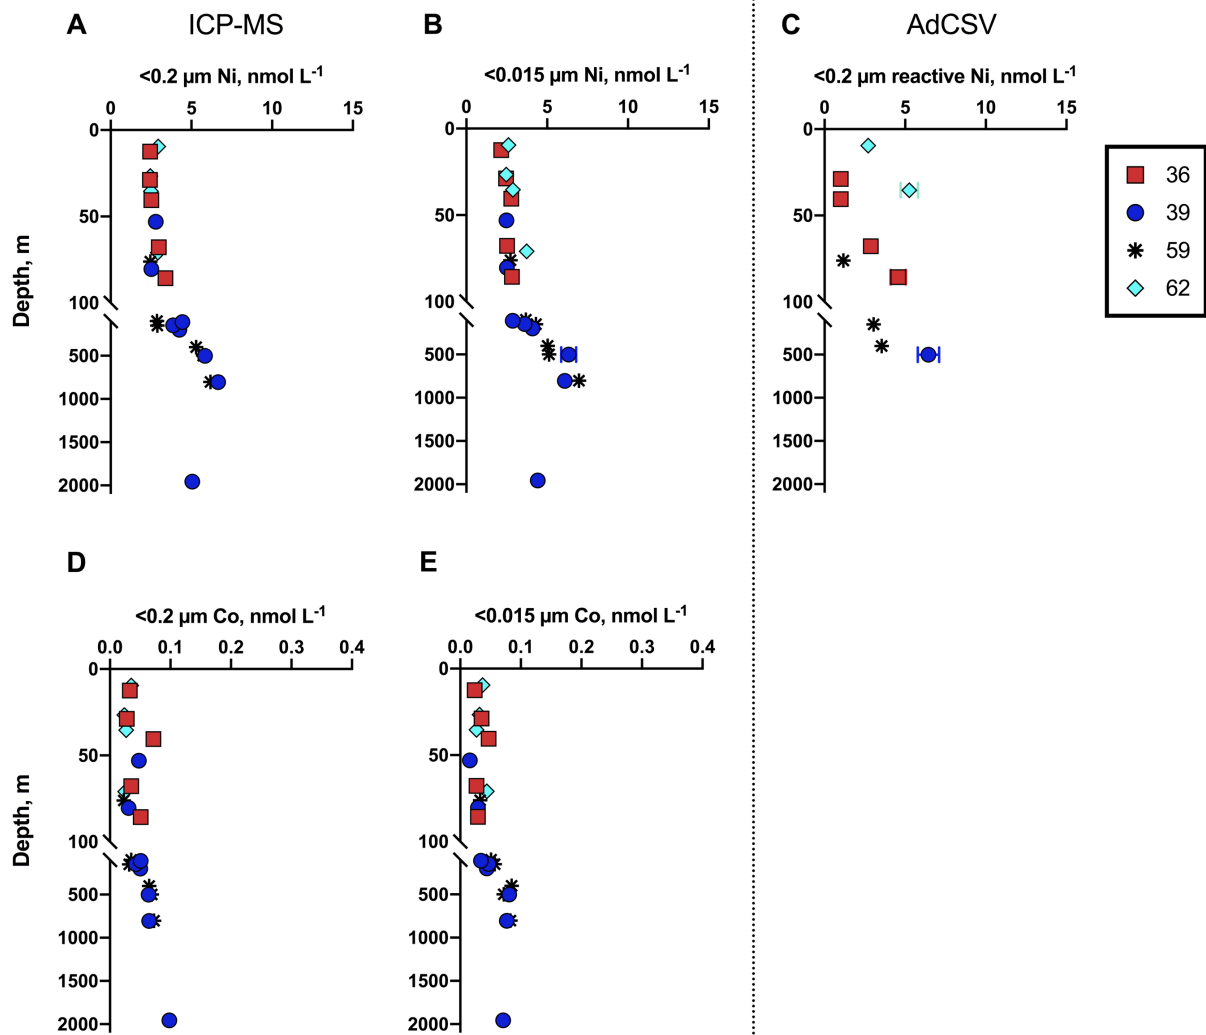 A ICP-MS B C AdCSV
<0.2 µm Ni, nmol L-1 <0.015 µm Ni, nmol L-1 <0.2 µm reactive Ni, nmol L-1
0 5 10 15 0 5 10 15 0 5 10 15
0 0 0
36
50 50 50
39
59
62
100 100 100
Depth, m
500 500 500
1000 1000 1000
1500 1500 1500
2000 2000 2000
D E
<0.2 µm Co, nmol L-1 <0.015 µm Co, nmol L-1
0.0 0.1 0.2 0.3 0.4 0.0 0.1 0.2 0.3 0.4
0 0
50 50
100 100
Depth, m
500 500
1000 1000
1500 1500
2000 2000